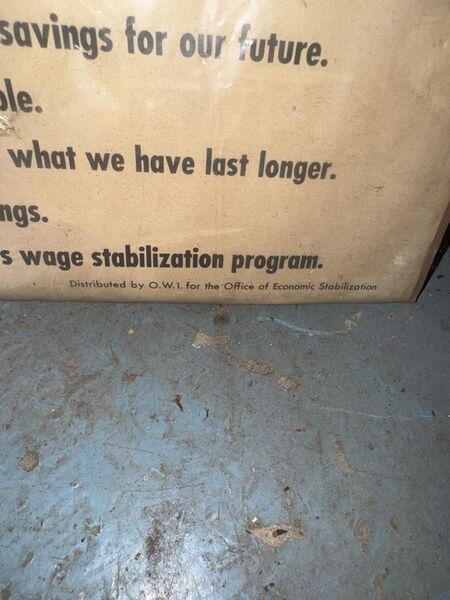 savings for our future.
ble.
what we have last longer.
ngs.
s wage stabilization program.
Distributed by O.W.I. for the Office of Economic Stabilization